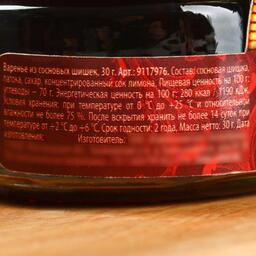 Варенье из сосновых шишек, 30 г. Арт.: 9117976. Состав: сосновая шишка,
патока, сахар, концентрированный сок лимона. Пищевая ценность на 100 г:
углеводы – 70 г. Энергетическая ценность на 100 г: 280 ккал / 1190 кДж.
Условия хранения: при температуре от 0 °С до +25 °С и относительной
влажности не более 75 %. После вскрытия хранить не более 14 суток при
температуре от +2 °С до +6 °С. Срок годности: 2 года. Масса нетто: 30 г. Дата
Изготовитель: